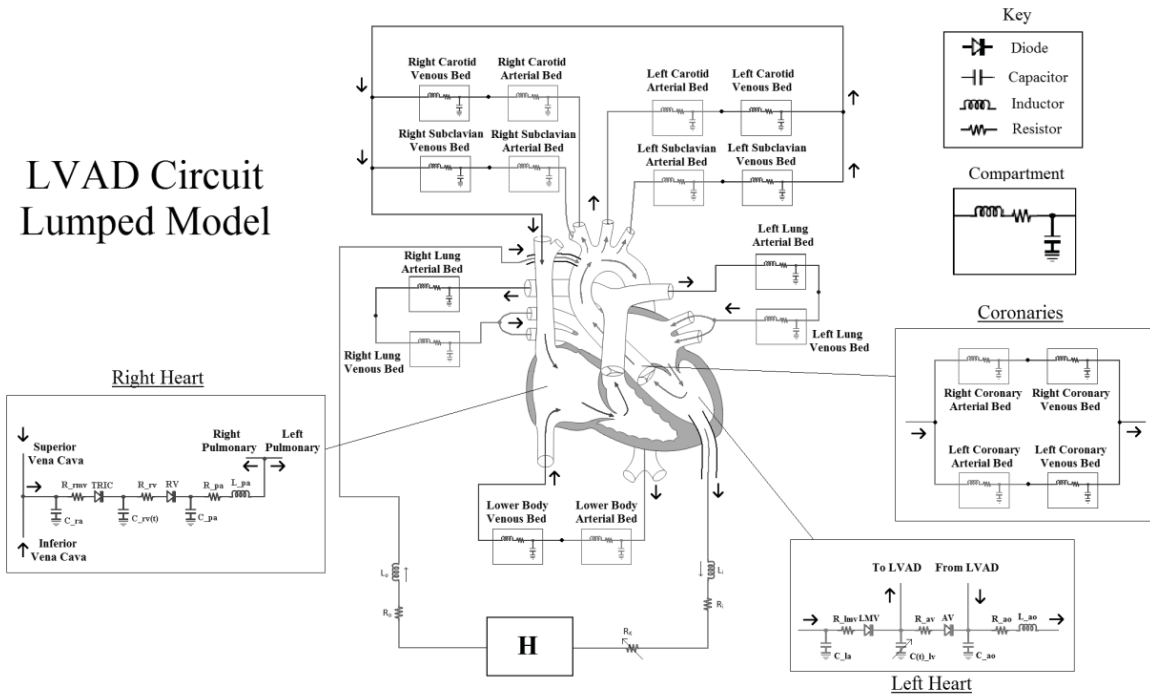 LVAD Circuit
Lumped Model
Key
Diode
Capacitor
Inductor
Resistor
Compartment
Right Carotid
Venous Bed
Right Carotid
Arterial Bed
Left Carotid
Arterial Bed
Left Carotid
Venous Bed
Right Subclavian
Venous Bed
Right Subclavian
Arterial Bed
Left Subclavian
Arterial Bed
Left Subclavian
Venous Bed
Right Lung
Arterial Bed
Left Lung
Arterial Bed
Right Lung
Venous Bed
Left Lung
Venous Bed
Coronaries
Right Coronary
Arterial Bed
Right Coronary
Venous Bed
Left Coronary
Arterial Bed
Left Coronary
Venous Bed
Right Heart
Superior
Vena Cava
Right
Pulmonary
Left
Pulmonary
R_rmv
TRIC
R_rv
RV
R_pa
L_pa
C_ra
C_rv(t)
C_pa
Inferior
Vena Cava
Lower Body
Venous Bed
Lower Body
Arterial Bed
Lₒ
Rₒ
H
Rₖ
Lᵢ
Rᵢ
To LVAD
From LVAD
R_lmv
LMV
R_av
AV
R_ao
L_ao
C_la
C(t)_lv
C_ao
Left Heart